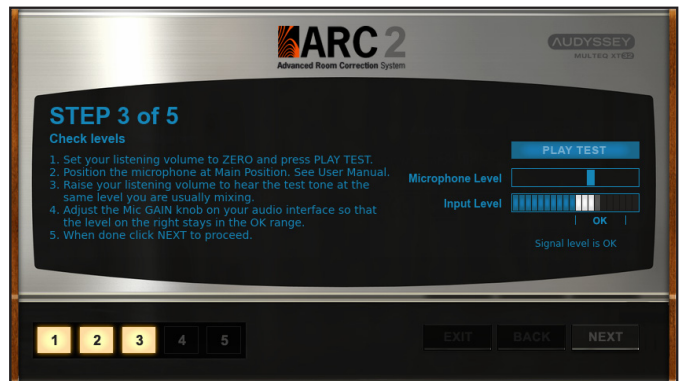 ARC 2
Advanced Room Correction System
AUDYSSEY
MULTEQ XT32
STEP 3 of 5
Check levels
1. Set your listening volume to ZERO and press PLAY TEST.
2. Position the microphone at Main Position. See User Manual.
3. Raise your listening volume to hear the test tone at the
same level you are usually mixing.
4. Adjust the Mic GAIN knob on your audio interface so that
the level on the right stays in the OK range.
5. When done click NEXT to proceed.
PLAY TEST
Microphone Level
Input Level
OK
Signal level is OK
1 2 3 4 5
EXIT BACK NEXT